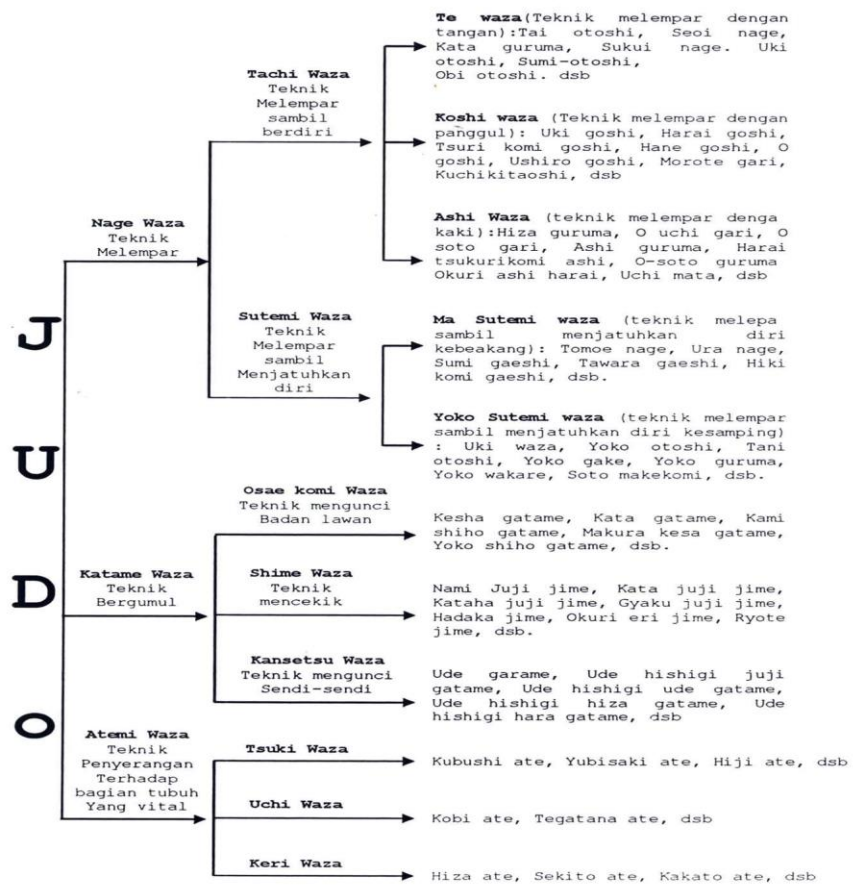 J
U
D
O
Nage Waza
Teknik
Melempar
Tachi Waza
Teknik
Melempar
sambil
berdiri
Te waza(Teknik melempar dengan
tangan):Tai otoshi, Seoi nage,
Kata guruma, Sukui nage. Uki
otoshi, Sumi-otoshi,
Obi otoshi. dsb
Koshi waza (Teknik melempar dengan
panggul): Uki goshi, Harai goshi,
Tsuri komi goshi, Hane goshi, O
goshi, Ushiro goshi, Morote gari,
Kuchikitaoshi, dsb
Ashi Waza (teknik melempar denga
kaki):Hiza guruma, O uchi gari, O
soto gari, Ashi guruma, Harai
tsukurikomi ashi, O-soto guruma
Okuri ashi harai, Uchi mata, dsb
Sutemi Waza
Teknik
Melempar
sambil
Menjatuhkan
diri
Ma Sutemi waza (teknik melepa
sambil menjatuhkan diri
kebeakang): Tomoe nage, Ura nage,
Sumi gaeshi, Tawara gaeshi, Hiki
komi gaeshi, dsb.
Yoko Sutemi waza (teknik melempar
sambil menjatuhkan diri kesamping)
: Uki waza, Yoko otoshi, Tani
otoshi, Yoko gake, Yoko guruma,
Yoko wakare, Soto makekomi, dsb.
Katame Waza
Teknik
Bergumul
Osae komi Waza
Teknik mengunci
Badan lawan
Kesha gatame, Kata gatame, Kami
shiho gatame, Makura kesa gatame,
Yoko shiho gatame, dsb.
Shime Waza
Teknik
mencekik
Nami Juji jime, Kata juji jime,
Kataha juji jime, Gyaku juji jime,
Hadaka jime, Okuri eri jime, Ryote
jime, dsb.
Kansetsu Waza
Teknik mengunci
Sendi-sendi
Ude garame, Ude hishigi juji
gatame, Ude hishigi ude gatame,
Ude hishigi hiza gatame, Ude
hishigi hara gatame, dsb
Atemi Waza
Teknik
Penyerangan
Terhadap
bagian tubuh
Yang vital
Tsuki Waza
Kubushi ate, Yubisaki ate, Hiji ate, dsb
Uchi Waza
Kobi ate, Tegatana ate, dsb
Keri Waza
Hiza ate, Sekito ate, Kakato ate, dsb